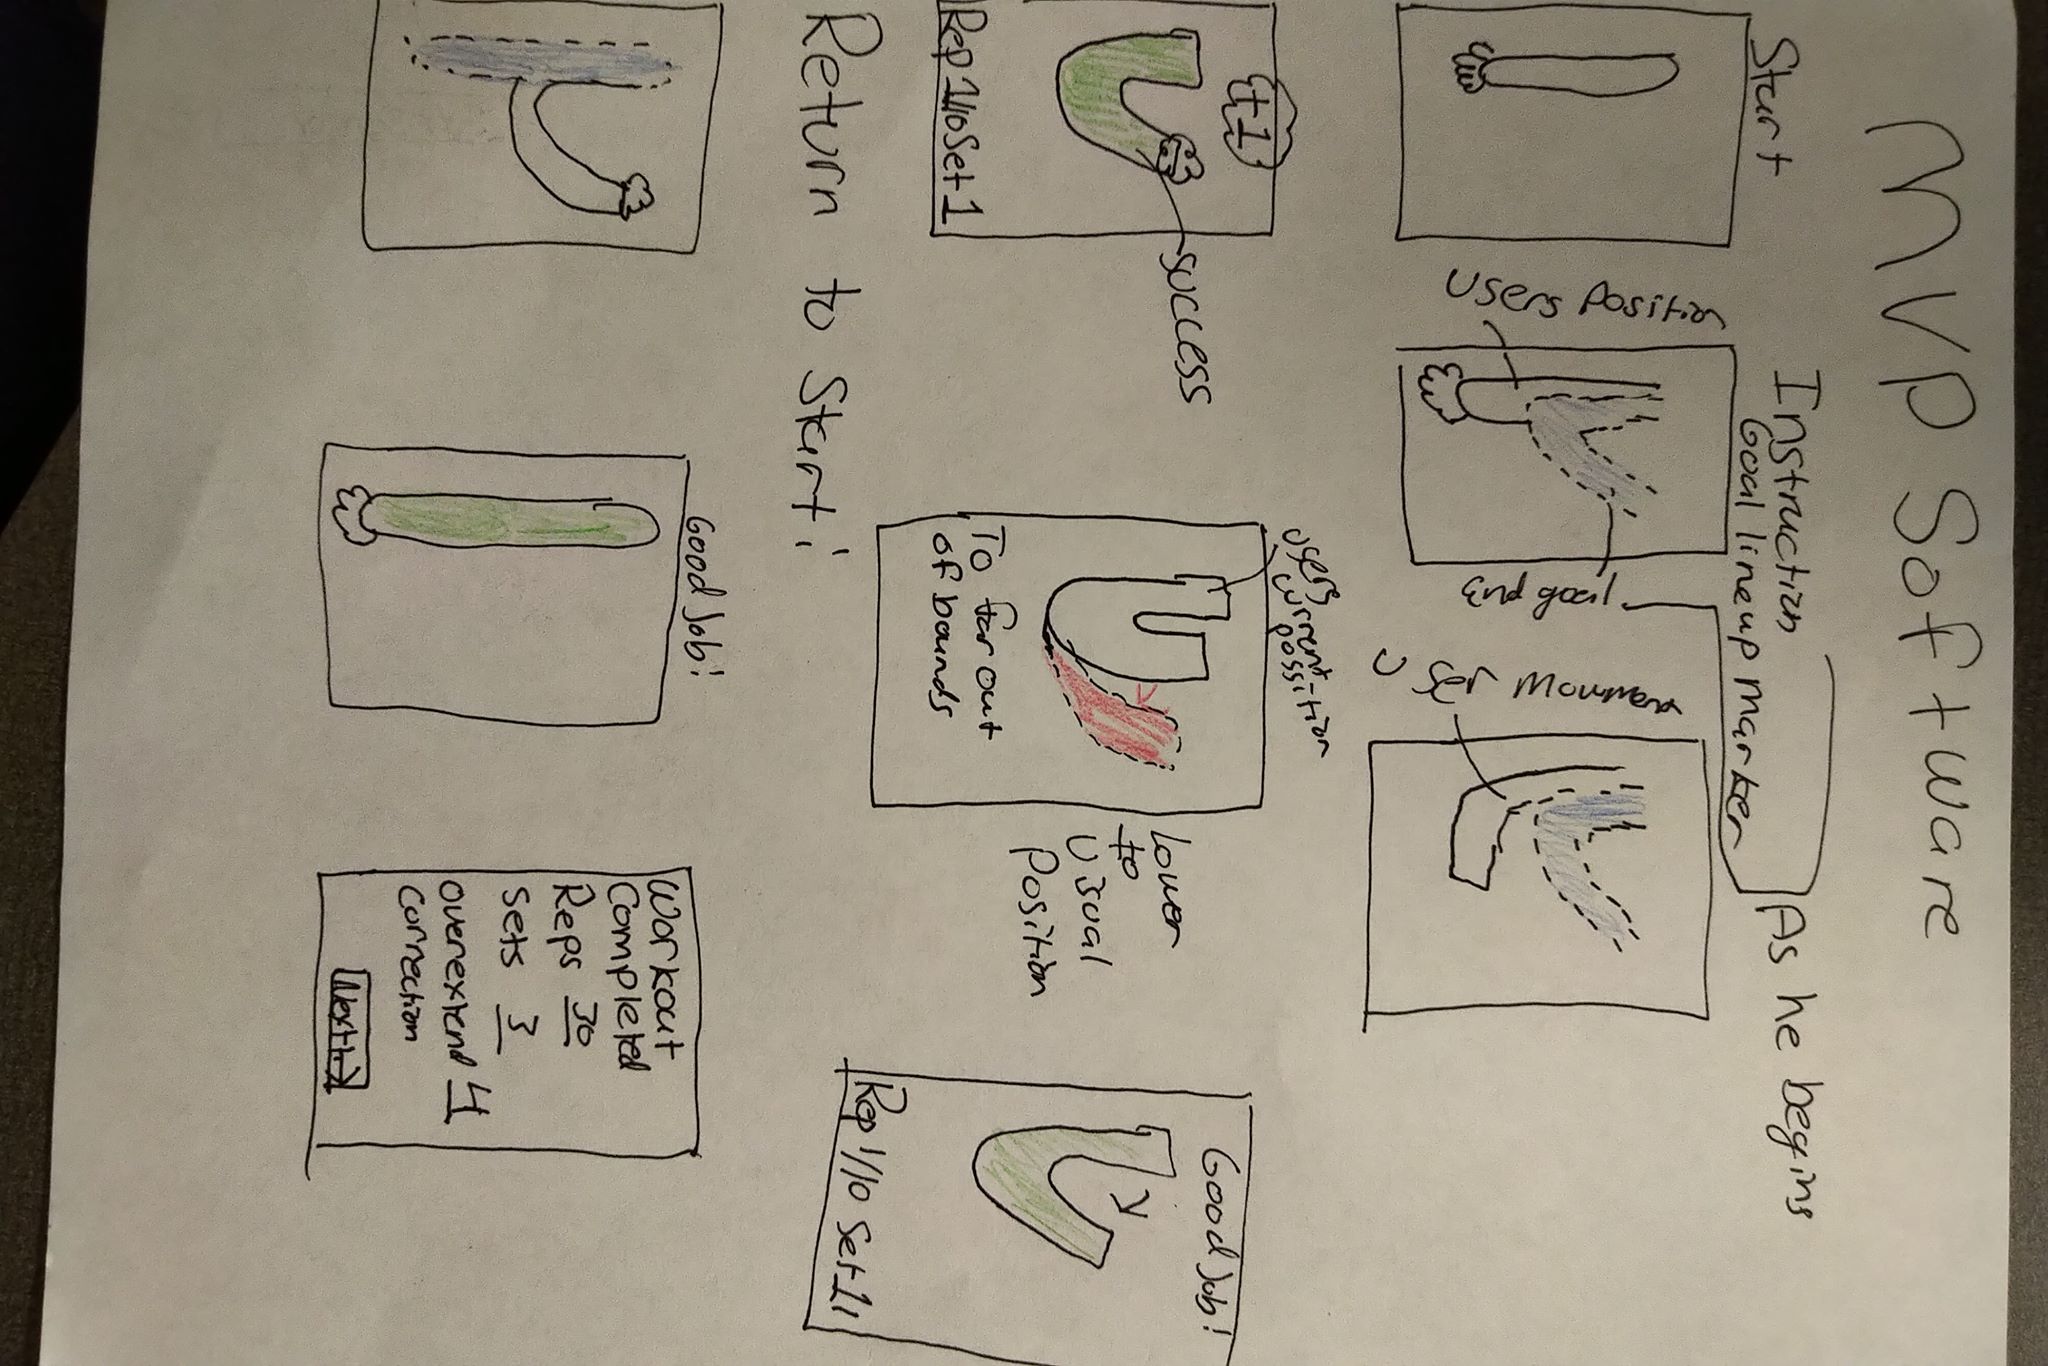 MVP Software
Start
Instruction
Goal lineup marker
As he begins
Users Position
End goal
User Movment
+1
success
Rep 1/10 Set 1
users
current
possition
To far out
of bounds
Lower
to
Visual
Position
Good Job!
Rep 1/10 Set 1
Return to Start!
Good Job!
Workout
Completed
Reps 30
Sets 3
overextend 4
correction
Next→